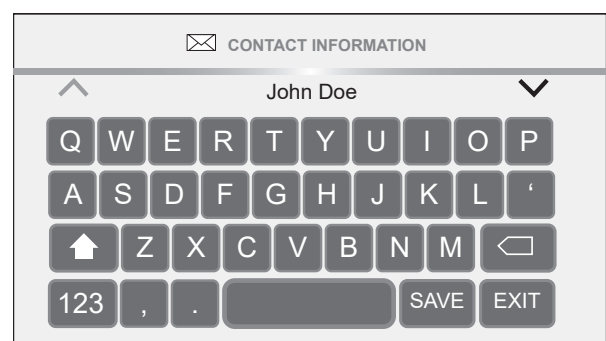 CONTACT INFORMATION
John Doe
Q W E R T Y U I O P
A S D F G H J K L ‘
Z X C V B N M
123 , . SAVE EXIT